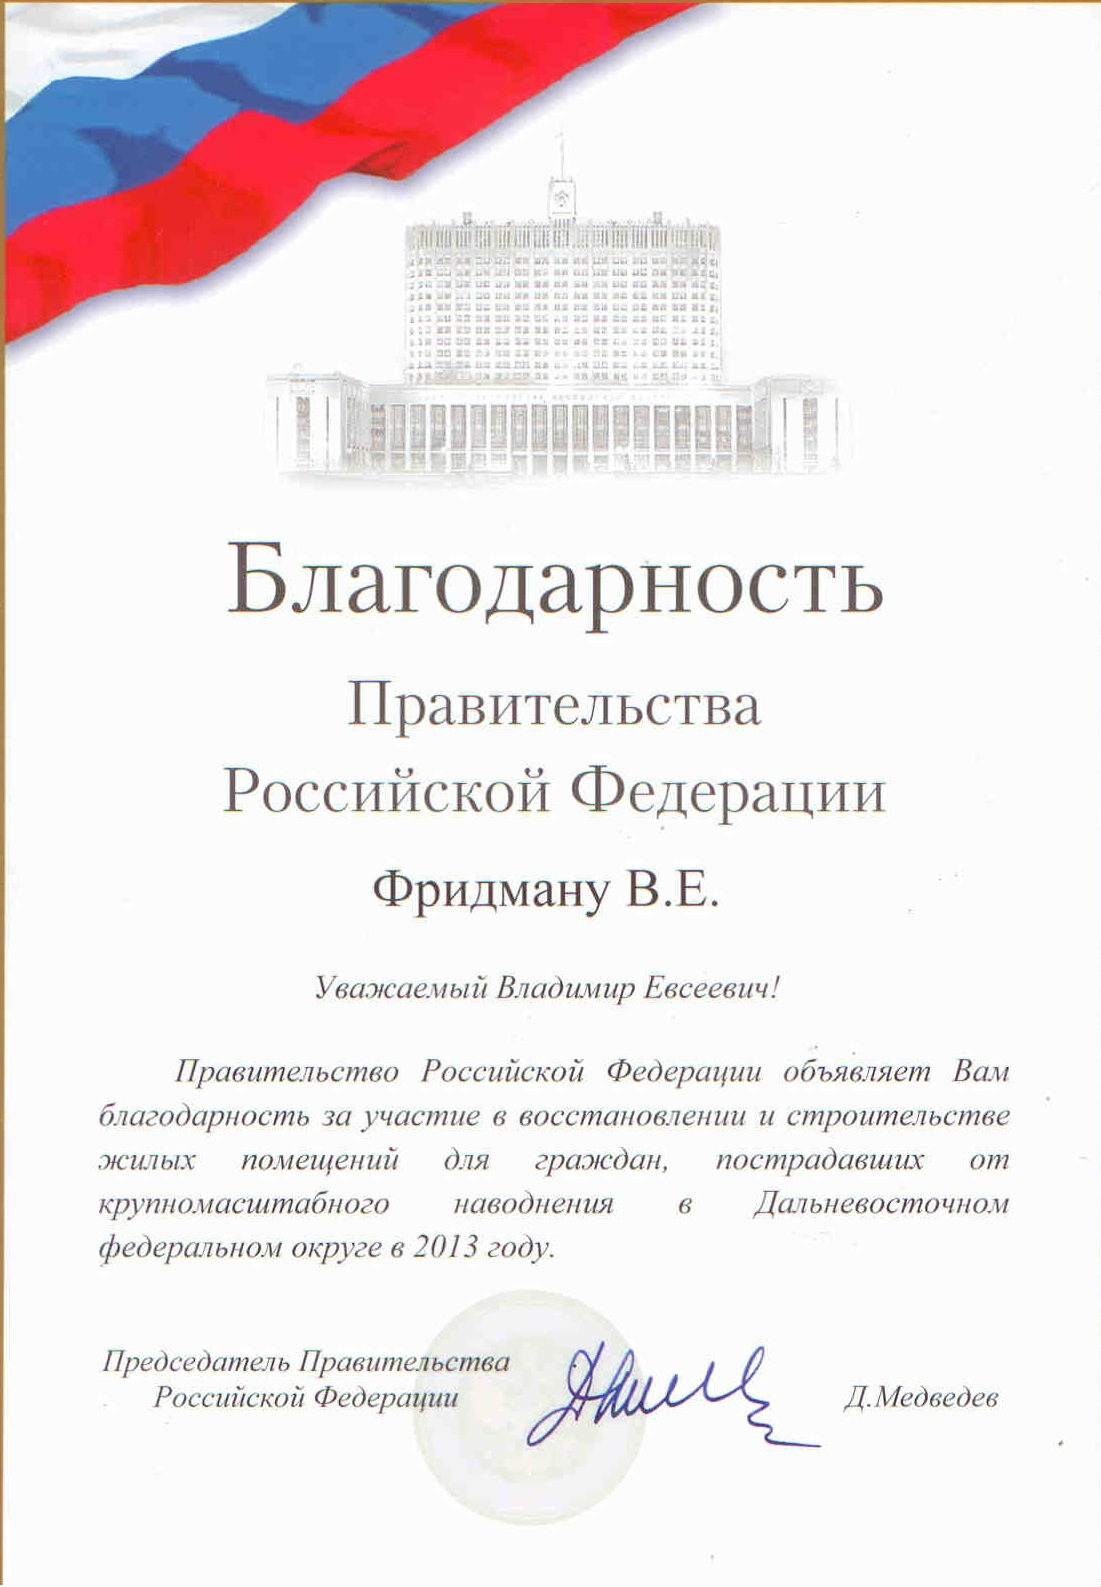 Благодарность
Правительства
Российской Федерации
Фридману В.Е.
Уважаемый Владимир Евсеевич!
Правительство Российской Федерации объявляет Вам
благодарность за участие в восстановлении и строительстве
жилых помещений для граждан, пострадавших от
крупномасштабного наводнения в Дальневосточном
федеральном округе в 2013 году.
Председатель Правительства
Российской Федерации
Д.Медведев